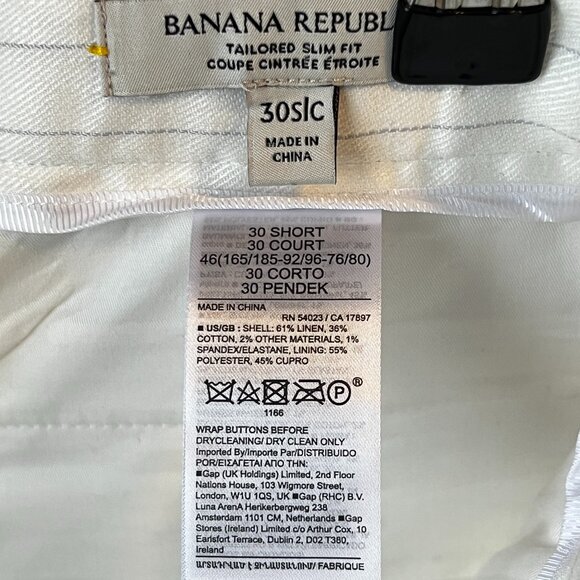 BANANA REPUBL
TAILORED SLIM FIT
COUPE CINTRÉE ÉTROITE
30S|C
MADE IN
CHINA
30 SHORT
30 COURT
46(165/185-92/96-76/80)
30 CORTO
30 PENDEK
MADE IN CHINA
RN 54023 / CA 17897
■ US/GB : SHELL: 61% LINEN, 36%
COTTON, 2% OTHER MATERIALS, 1%
SPANDEX/ELASTANE, LINING: 55%
POLYESTER, 45% CUPRO
P ®
1166
WRAP BUTTONS BEFORE
DRYCLEANING/ DRY CLEAN ONLY
Imported by/Importe Par/DISTRIBUIDO
POR/ΕΙΣΑΓΕΤΑΙ ΑΠΟ ΤΗΝ:
■Gap (UK Holdings) Limited, 2nd Floor
Nations House, 103 Wigmore Street,
London, W1U 1QS, UK ■Gap (RHC) B.V.
Luna ArenA Herikerbergweg 238
Amsterdam 1101 CM, Netherlands ■Gap
Stores (Ireland) Limited c/o Arthur Cox, 10
Earlsfort Terrace, Dublin 2, D02 T380,
Ireland
FABRIQUE